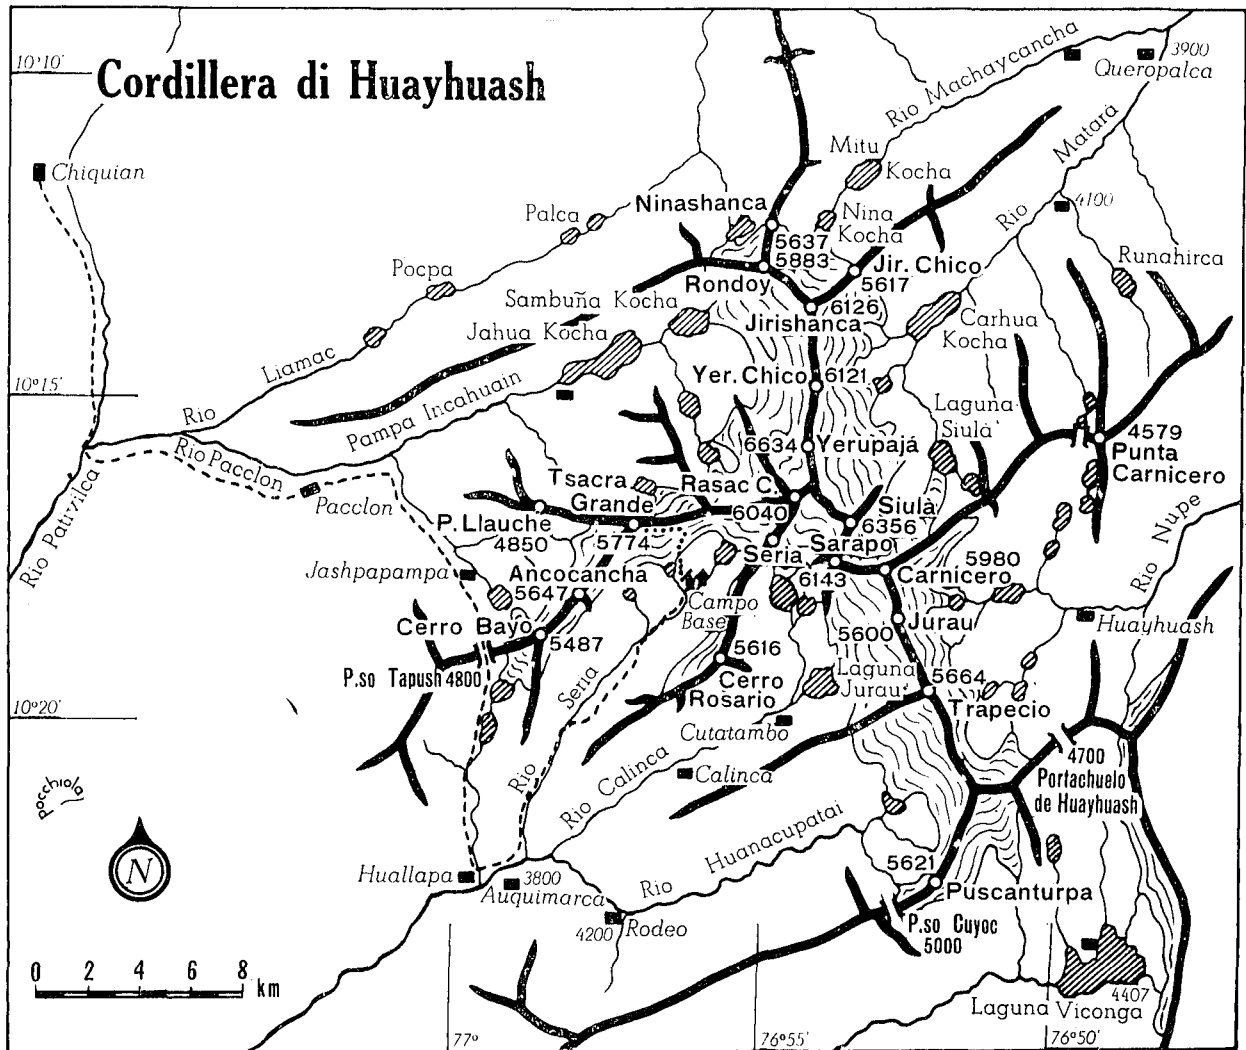 10°10'
Cordillera di Huayhuash
Rio Machaycancha
3900
Queropalca
Chiquian
Mitu
Kocha
Matará
Rio
4100
Palca
Ninashanca
Nina
Kocha
5637
5883
Jir. Chico
5617
Runahirca
Pocpa
Rondoy
Sambuña Kocha
6126
Jirishanca
Carhua
Kocha
Jahua Kocha
Liamac
Rio
10°15'
Yer. Chico
6121
Pampa Incahuain
Laguna
Siulà
6634
Yerupajá
4579
Punta
Carnicero
Rio Pacclon
Pacclon
Tsacra
Grande
Rasac C.
6040
Siulà
6356
P. Llauche
4850
5774
Seria
Sarapo
6143
5980
Carnicero
Rio Nupe
Rio Pativilca
Jashpapampa
Ancocancha
5647
Campo
Base
Jurau
5600
Huayhuash
Cerro Bayo
5487
5616
Cerro
Rosario
Laguna
Jurau
5664
Trapecio
P.so Tapush 4800
Rio Seria
10°20'
Cutatambo
Calinca
Rio Calinca
4700
Portachuelo
de Huayhuash
Pacchiola
N
Rio Huanacupatai
Huallapa
3800
Auquimarca
5621
Puscanturpa
4200
Rodeo
P.so Cuyoc
5000
0 2 4 6 8
km
4407
Laguna Viconga
77°
76°55'
76°50'